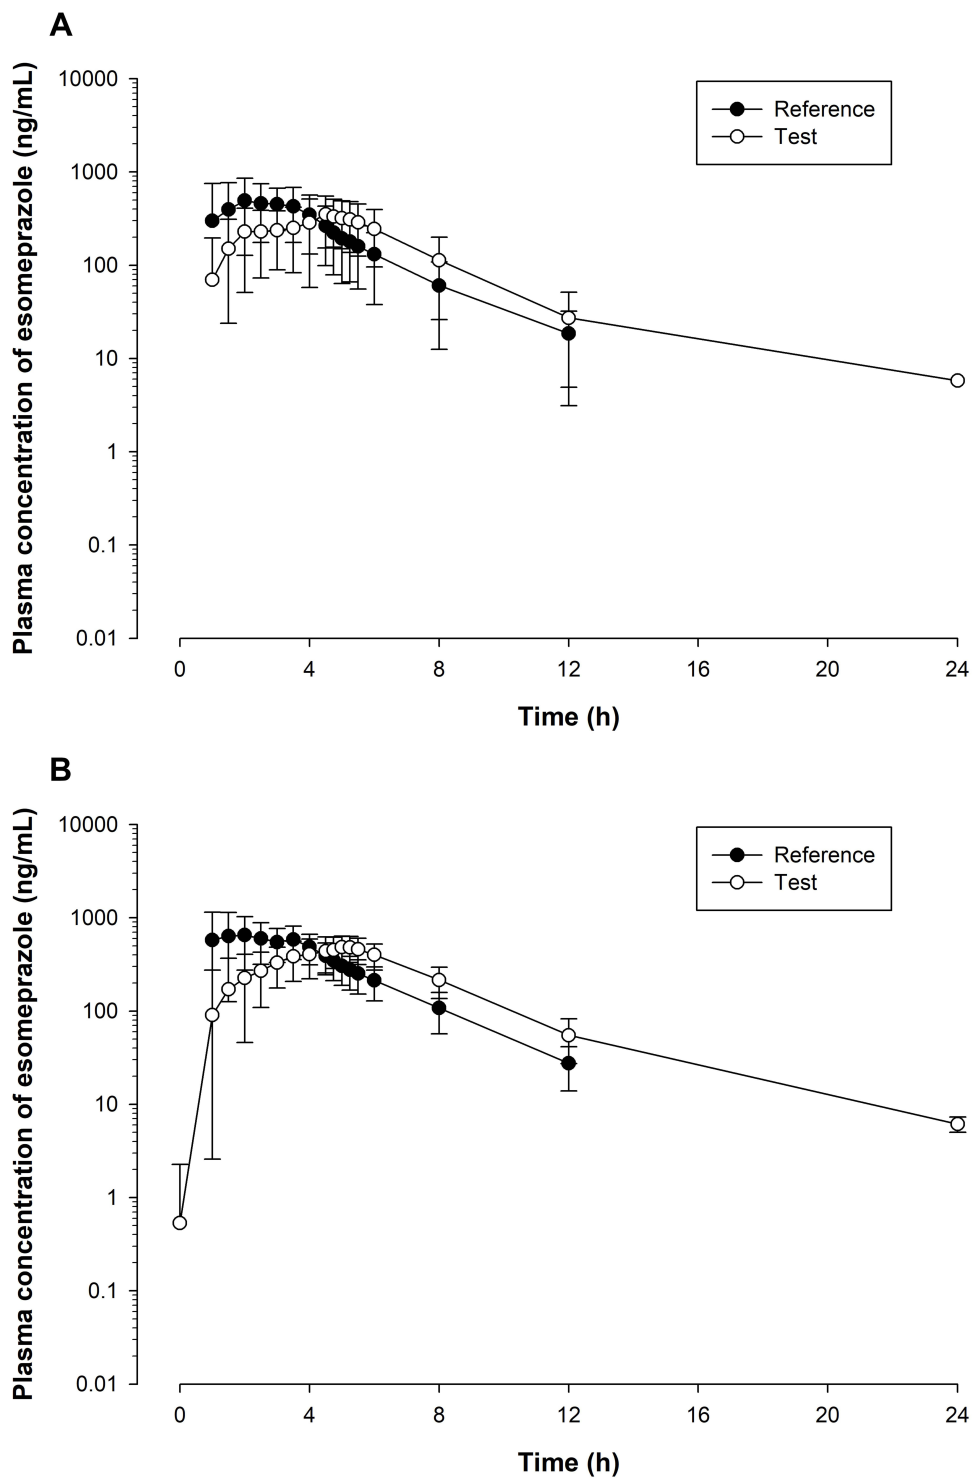 A
Plasma concentration of esomeprazole (ng/mL)
10000
1000
100
10
1
0.1
0.01
Reference
Test
0 4 8 12 16 20 24
Time (h)
B
Plasma concentration of esomeprazole (ng/mL)
10000
1000
100
10
1
0.1
0.01
Reference
Test
0 4 8 12 16 20 24
Time (h)